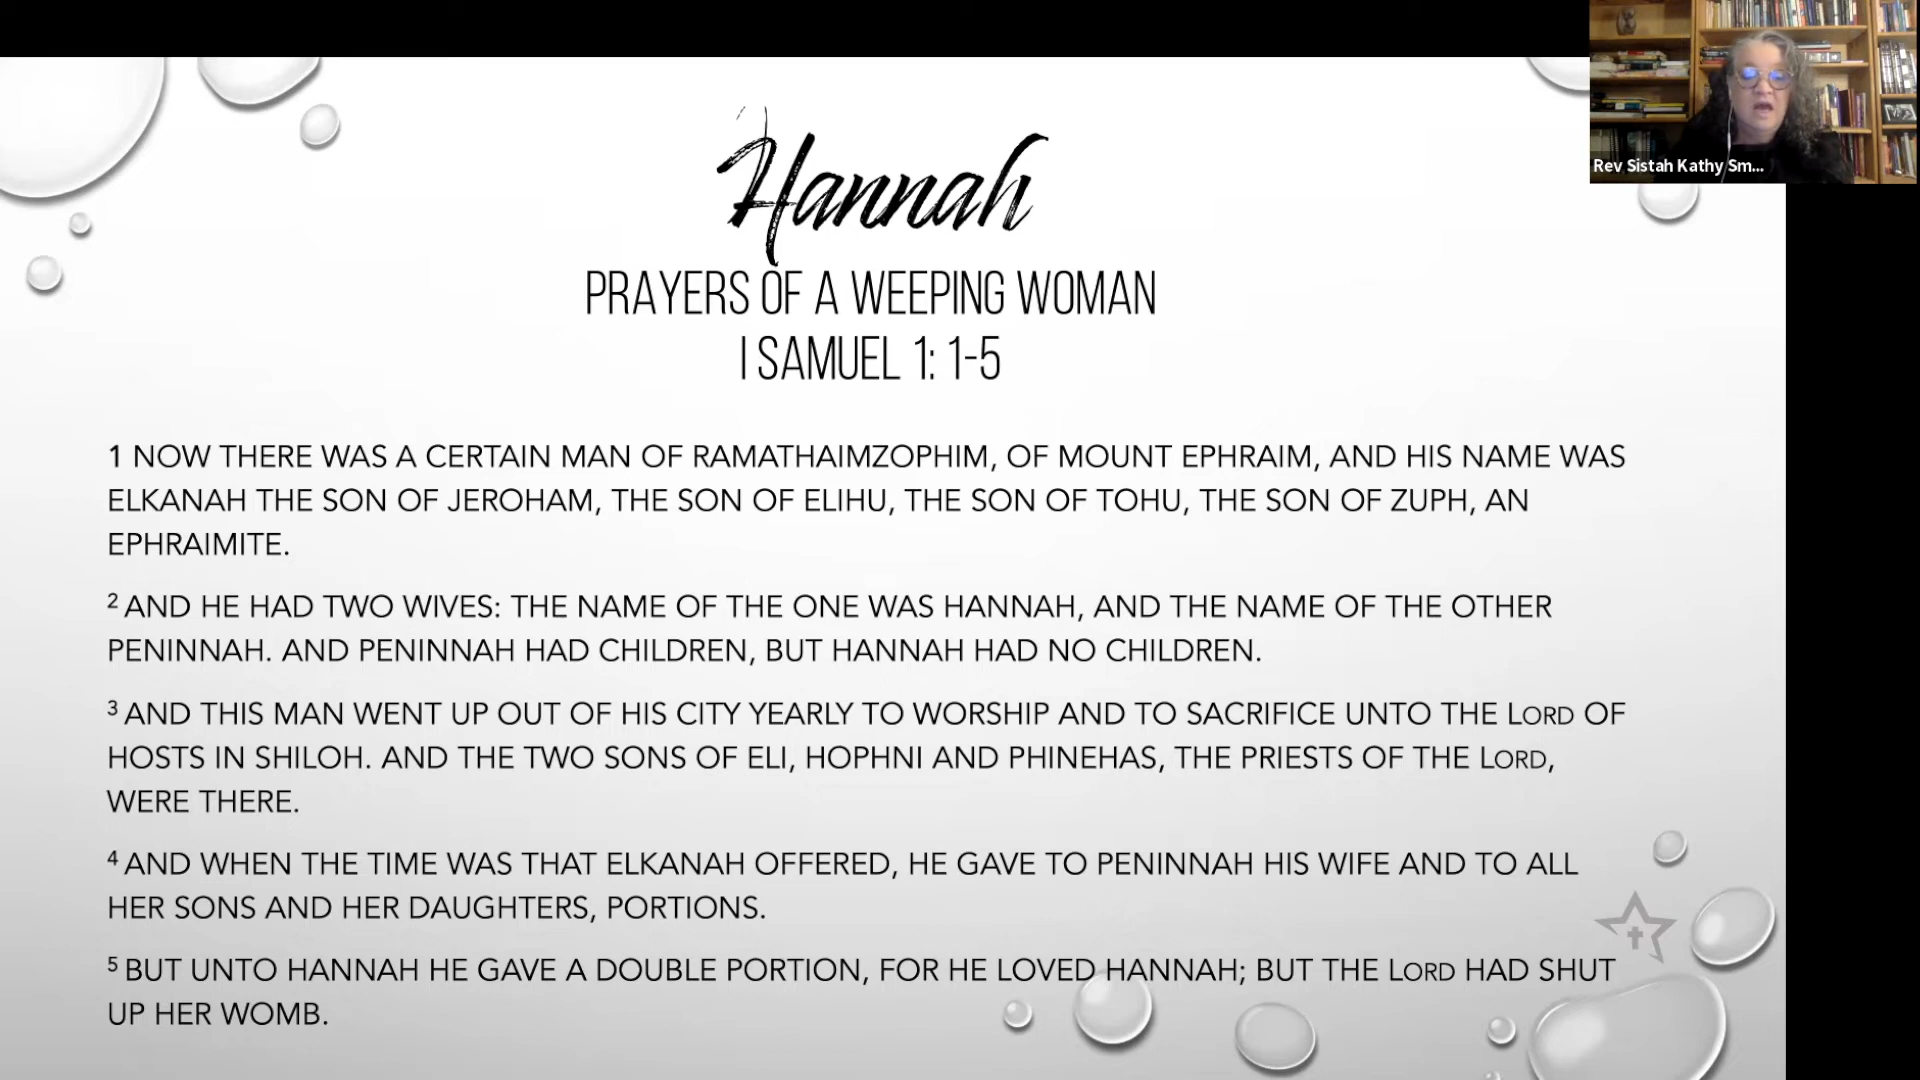 Rev Sistah Kathy Sm...
Hannah
PRAYERS OF A WEEPING WOMAN
I SAMUEL 1: 1-5
1 NOW THERE WAS A CERTAIN MAN OF RAMATHAIMZOPHIM, OF MOUNT EPHRAIM, AND HIS NAME WAS
ELKANAH THE SON OF JEROHAM, THE SON OF ELIHU, THE SON OF TOHU, THE SON OF ZUPH, AN
EPHRAIMITE.
2 AND HE HAD TWO WIVES: THE NAME OF THE ONE WAS HANNAH, AND THE NAME OF THE OTHER
PENINNAH. AND PENINNAH HAD CHILDREN, BUT HANNAH HAD NO CHILDREN.
3 AND THIS MAN WENT UP OUT OF HIS CITY YEARLY TO WORSHIP AND TO SACRIFICE UNTO THE LORD OF
HOSTS IN SHILOH. AND THE TWO SONS OF ELI, HOPHNI AND PHINEHAS, THE PRIESTS OF THE LORD,
WERE THERE.
4 AND WHEN THE TIME WAS THAT ELKANAH OFFERED, HE GAVE TO PENINNAH HIS WIFE AND TO ALL
HER SONS AND HER DAUGHTERS, PORTIONS.
5 BUT UNTO HANNAH HE GAVE A DOUBLE PORTION, FOR HE LOVED HANNAH; BUT THE LORD HAD SHUT
UP HER WOMB.